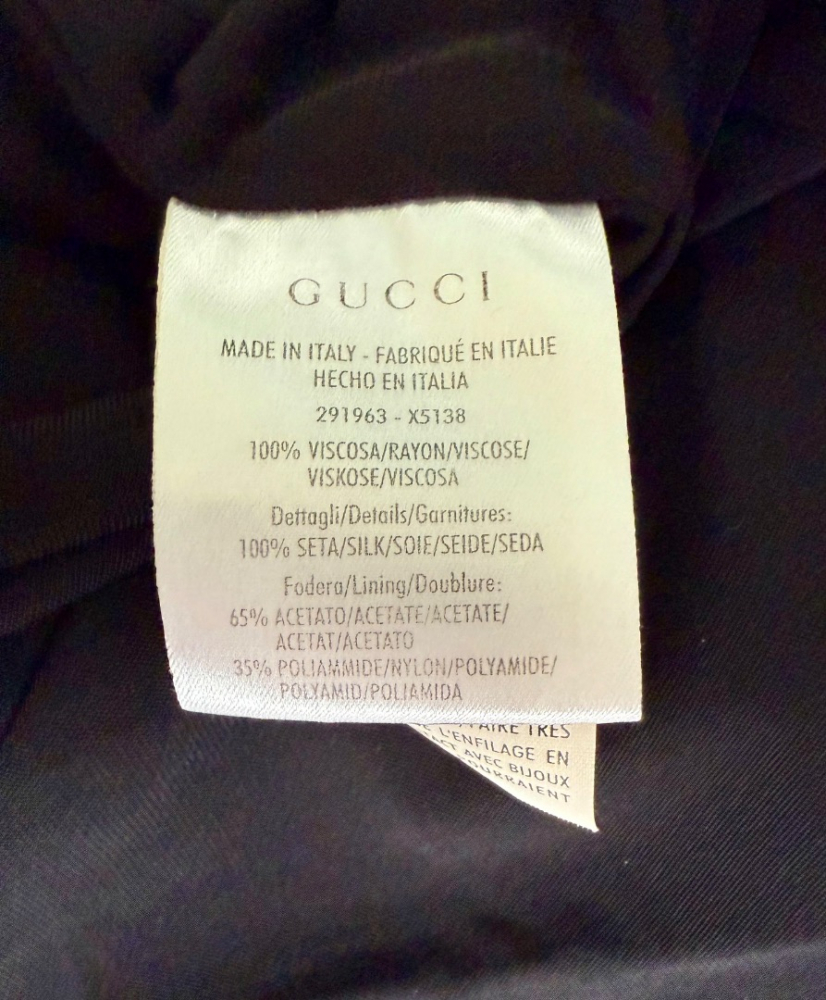 GUCCI
MADE IN ITALY - FABRIQUÉ EN ITALIE
HECHO EN ITALIA
291963 - X5138
100% VISCOSA/RAYON/VISCOSE/
VISKOSE/VISCOSA
Dettagli/Details/Garnitures:
100% SETA/SILK/SOIE/SEIDE/SEDA
Fodera/Lining/Doublure:
65% ACETATO/ACETATE/ACETATE/
ACETAT/ACETATO
35% POLIAMMIDE/NYLON/POLYAMIDE/
POLYAMID/POLIAMIDA
FAIRE TRES
L'ENFILAGE EN
AVEC BIJOUX